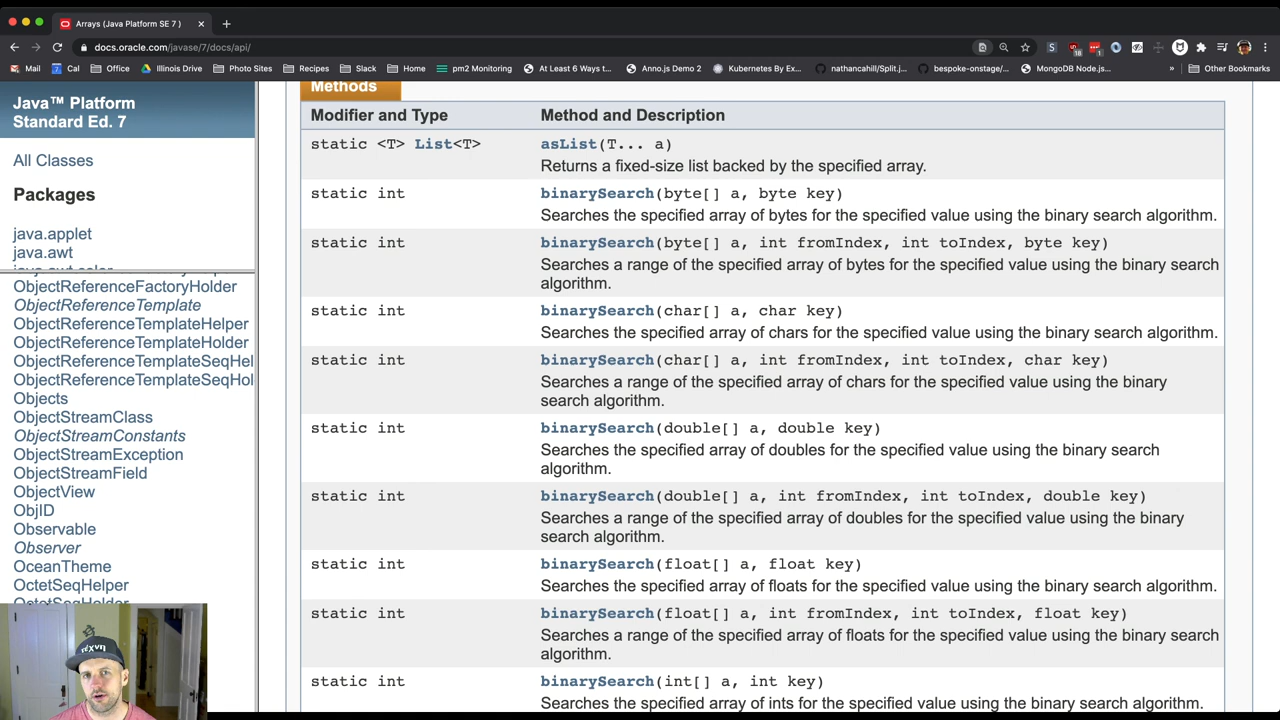 Arrays (Java Platform SE 7 )
docs.oracle.com/javase/7/docs/api/
Mail
Cal
Office
Illinois Drive
Photo Sites
Recipes
Slack
Home
pm2 Monitoring
At Least 6 Ways t...
Anno.js Demo 2
Kubernetes By Ex...
nathancahill/Split.j...
bespoke-onstage/...
MongoDB Node.js...
»
Other Bookmarks
Java™ Platform
Standard Ed. 7
All Classes
Packages
java.applet
java.awt
java.awt.color
ObjectReferenceFactoryHolder
ObjectReferenceTemplate
ObjectReferenceTemplateHelper
ObjectReferenceTemplateHolder
ObjectReferenceTemplateSeqHel
ObjectReferenceTemplateSeqHol
Objects
ObjectStreamClass
ObjectStreamConstants
ObjectStreamException
ObjectStreamField
ObjectView
ObjID
Observable
Observer
OceanTheme
OctetSeqHelper
OctetSeqHolder
τέχνη
Methods
Modifier and Type Method and Description
static <T> List<T> asList(T... a)
Returns a fixed-size list backed by the specified array.
static int binarySearch(byte[] a, byte key)
Searches the specified array of bytes for the specified value using the binary search algorithm.
static int binarySearch(byte[] a, int fromIndex, int toIndex, byte key)
Searches a range of the specified array of bytes for the specified value using the binary search
algorithm.
static int binarySearch(char[] a, char key)
Searches the specified array of chars for the specified value using the binary search algorithm.
static int binarySearch(char[] a, int fromIndex, int toIndex, char key)
Searches a range of the specified array of chars for the specified value using the binary
search algorithm.
static int binarySearch(double[] a, double key)
Searches the specified array of doubles for the specified value using the binary search
algorithm.
static int binarySearch(double[] a, int fromIndex, int toIndex, double key)
Searches a range of the specified array of doubles for the specified value using the binary
search algorithm.
static int binarySearch(float[] a, float key)
Searches the specified array of floats for the specified value using the binary search algorithm.
static int binarySearch(float[] a, int fromIndex, int toIndex, float key)
Searches a range of the specified array of floats for the specified value using the binary search
algorithm.
static int binarySearch(int[] a, int key)
Searches the specified array of ints for the specified value using the binary search algorithm.